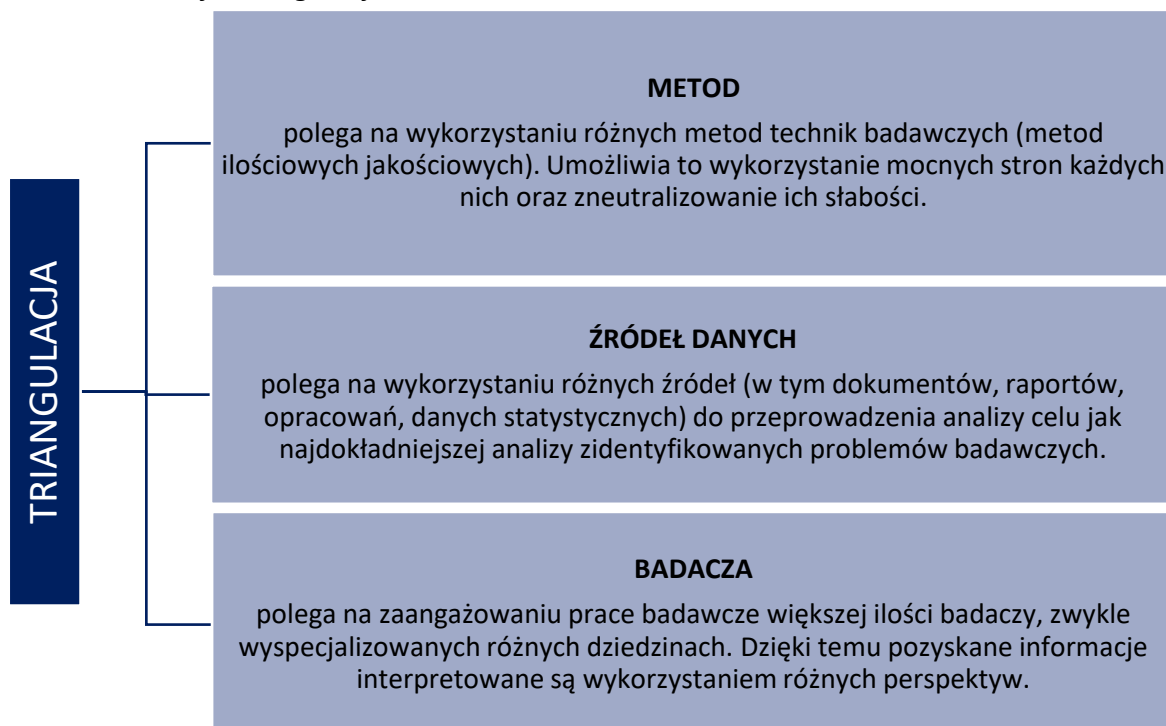 TRIANGULACJA
METOD
polega na wykorzystaniu różnych metod technik badawczych (metod
ilościowych jakościowych). Umożliwia to wykorzystanie mocnych stron każdych
nich oraz zneutralizowanie ich słabości.
ŹRÓDEŁ DANYCH
polega na wykorzystaniu różnych źródeł (w tym dokumentów, raportów,
opracowań, danych statystycznych) do przeprowadzenia analizy celu jak
najdokładniejszej analizy zidentyfikowanych problemów badawczych.
BADACZA
polega na zaangażowaniu prace badawcze większej ilości badaczy, zwykle
wyspecjalizowanych różnych dziedzinach. Dzięki temu pozyskane informacje
interpretowane są wykorzystaniem różnych perspektyw.